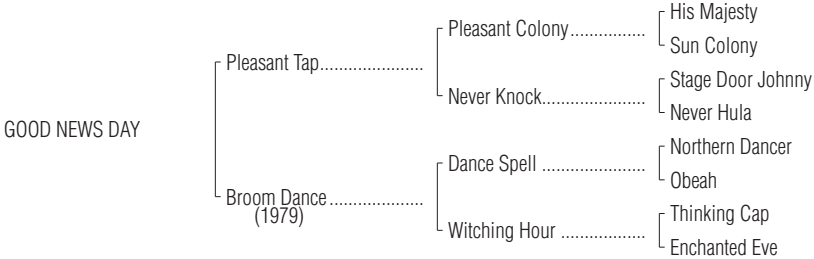 His Majesty
Pleasant Colony................
Sun Colony
Pleasant Tap......................
Stage Door Johnny
Never Knock......................
Never Hula
GOOD NEWS DAY
Northern Dancer
Dance Spell ......................
Obeah
Broom Dance....................
(1979)
Thinking Cap
Witching Hour ..................
Enchanted Eve